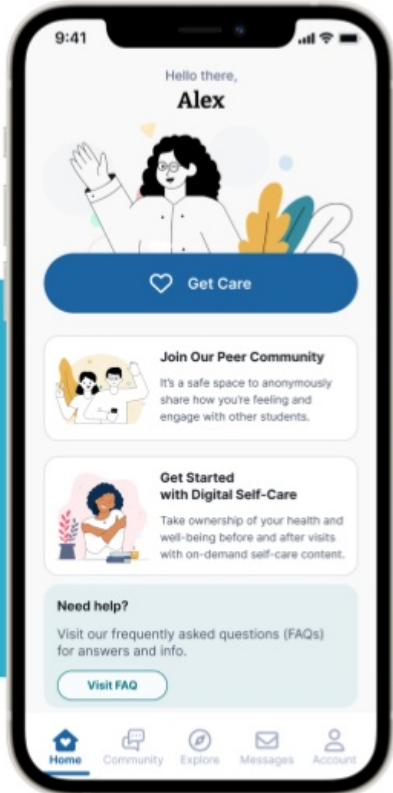 9:41
Hello there,
Alex
Get Care
Join Our Peer Community
It's a safe space to anonymously
share how you're feeling and
engage with other students.
Get Started
with Digital Self-Care
Take ownership of your health and
well-being before and after visits
with on-demand self-care content.
Need help?
Visit our frequently asked questions (FAQs)
for answers and info.
Visit FAQ
Home Community Explore Messages Account